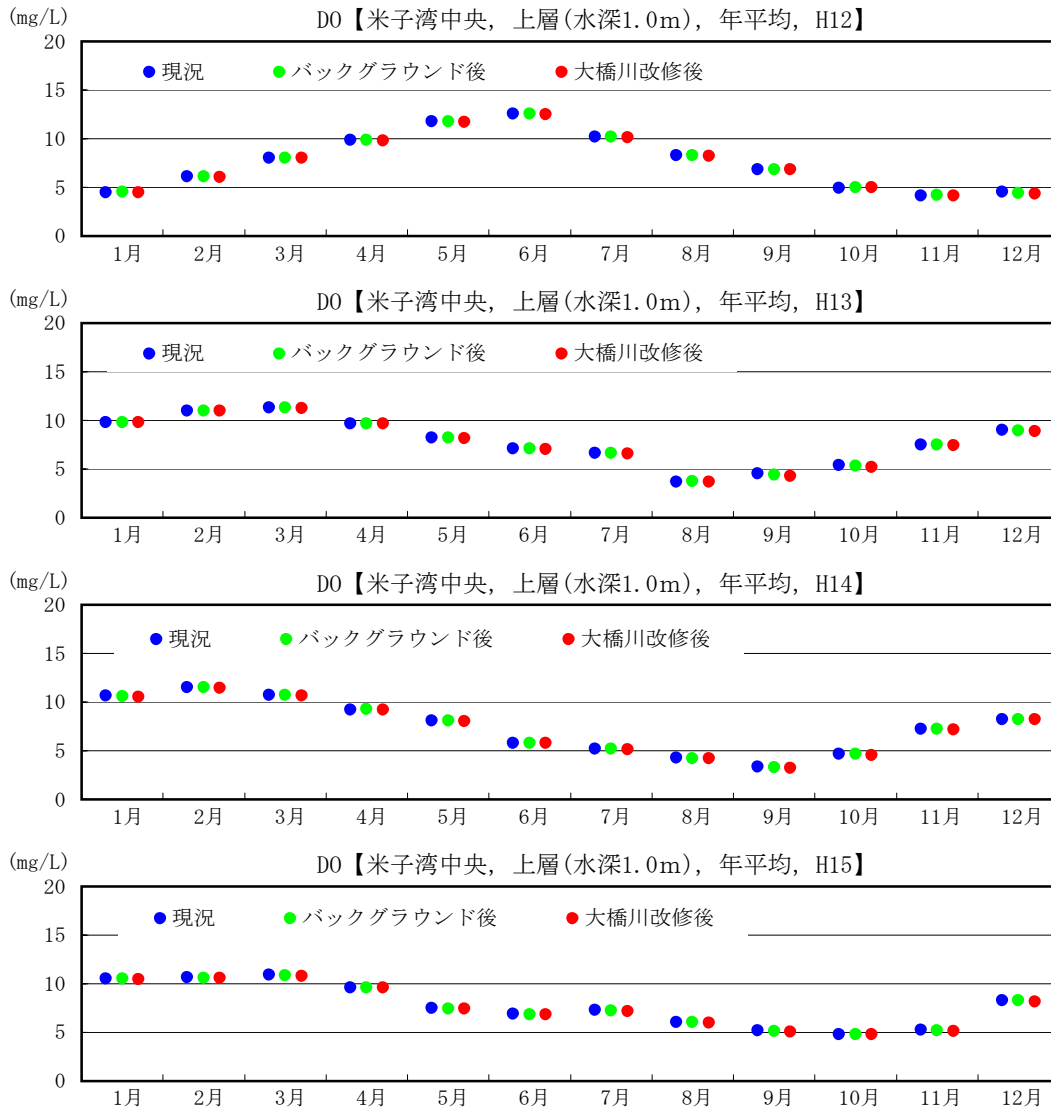 (mg/L) DO【米子湾中央, 上層(水深1.0m), 年平均, H12】
20
● 現況 ● バックグラウンド後 ● 大橋川改修後
15
10
5
0
1月 2月 3月 4月 5月 6月 7月 8月 9月 10月 11月 12月
(mg/L) DO【米子湾中央, 上層(水深1.0m), 年平均, H13】
20
● 現況 ● バックグラウンド後 ● 大橋川改修後
15
10
5
0
1月 2月 3月 4月 5月 6月 7月 8月 9月 10月 11月 12月
(mg/L) DO【米子湾中央, 上層(水深1.0m), 年平均, H14】
20
● 現況 ● バックグラウンド後 ● 大橋川改修後
15
10
5
0
1月 2月 3月 4月 5月 6月 7月 8月 9月 10月 11月 12月
(mg/L) DO【米子湾中央, 上層(水深1.0m), 年平均, H15】
20
● 現況 ● バックグラウンド後 ● 大橋川改修後
15
10
5
0
1月 2月 3月 4月 5月 6月 7月 8月 9月 10月 11月 12月